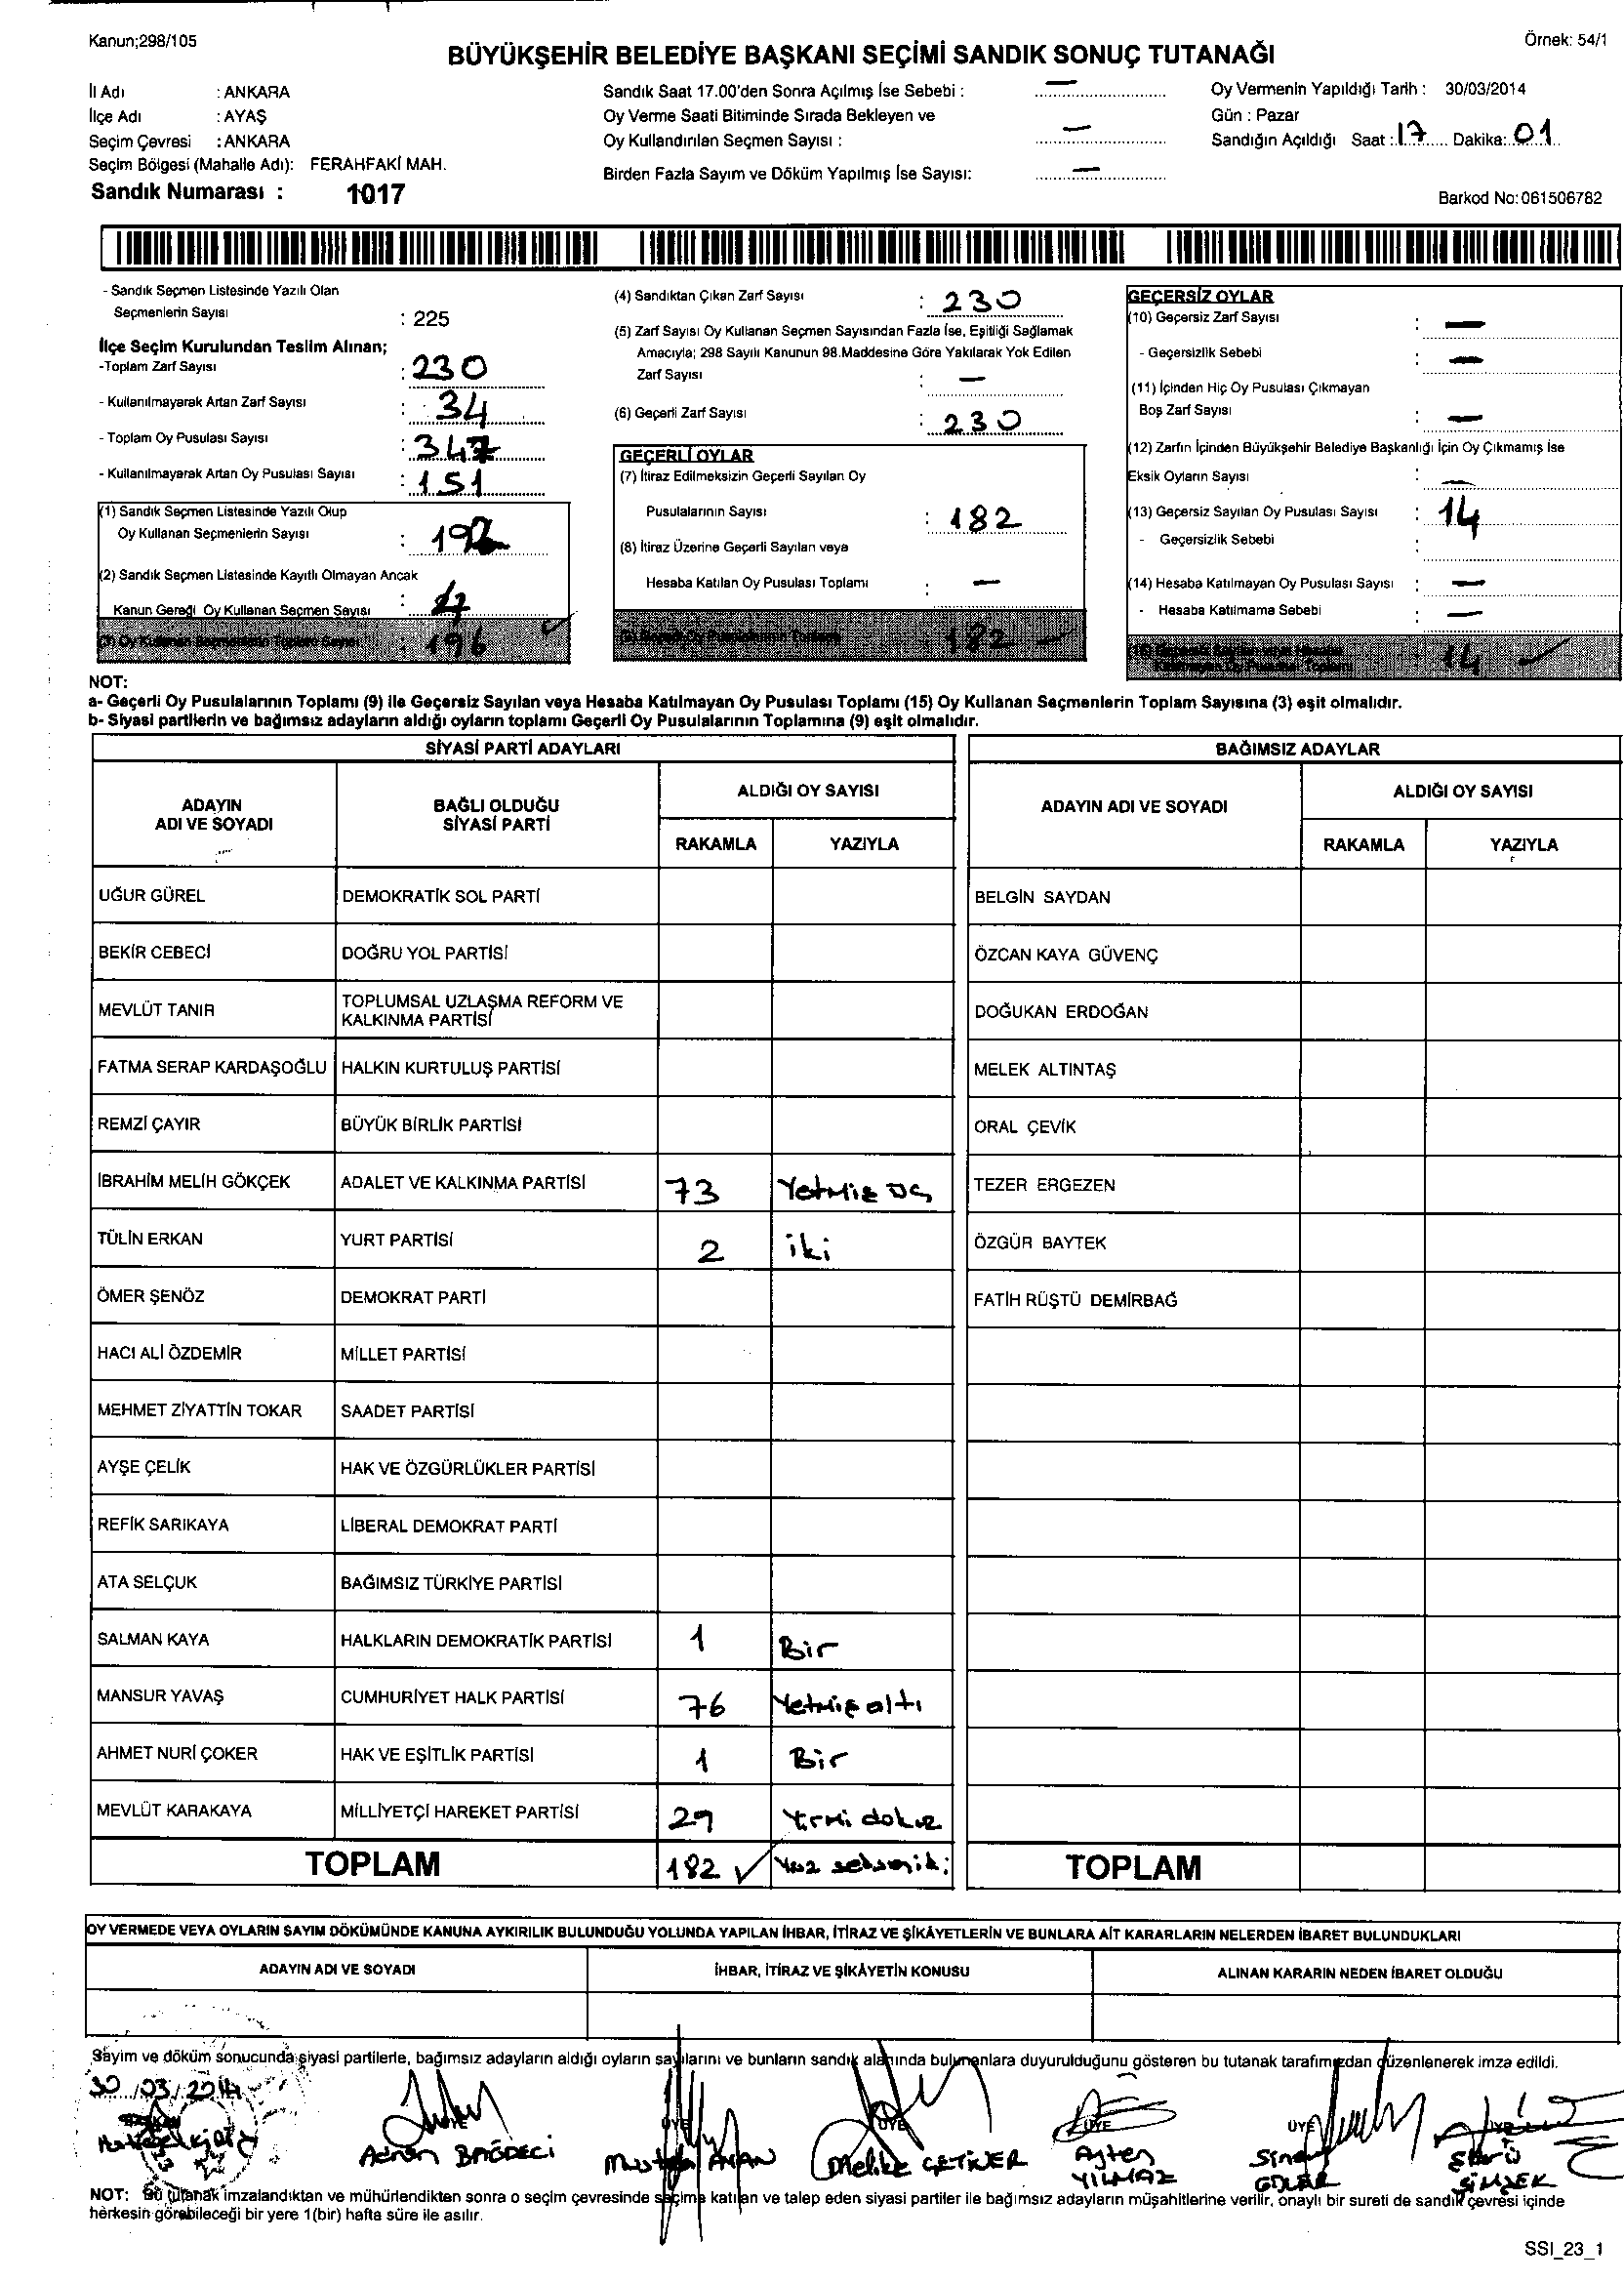 Kanun;298/105
Örnek: 54/1
BÜYÜKŞEHİR BELEDİYE BAŞKANI SEÇİMİ SANDIK SONUÇ TUTANAĞI
İl Adı : ANKARA
İlçe Adı : AYAŞ
Seçim Çevresi : ANKARA
Seçim Bölgesi (Mahalle Adı): FERAHFAKİ MAH.
Sandık Numarası : 1017
Sandık Saat 17.00'den Sonra Açılmış İse Sebebi : —
Oy Verme Saati Bitiminde Sırada Bekleyen ve
Oy Kullandırılan Seçmen Sayısı : —
Birden Fazla Sayım ve Döküm Yapılmış İse Sayısı: —
Oy Vermenin Yapıldığı Tarih : 30/03/2014
Gün : Pazar
Sandığın Açıldığı Saat : 17 Dakika: 01
Barkod No: 061506782
- Sandık Seçmen Listesinde Yazılı Olan
Seçmenlerin Sayısı : 225
İlçe Seçim Kurulundan Teslim Alınan;
-Toplam Zarf Sayısı : 230
- Kullanılmayarak Artan Zarf Sayısı : 34
- Toplam Oy Pusulası Sayısı : 347
- Kullanılmayarak Artan Oy Pusulası Sayısı : 151
(1) Sandık Seçmen Listesinde Yazılı Olup
Oy Kullanan Seçmenlerin Sayısı :
(2) Sandık Seçmen Listesinde Kayıtlı Olmayan Ancak
Kanun Gereği Oy Kullanan Seçmen Sayısı : 4
(3) Oy Kullanan Seçmenlerin Toplam Sayısı : 196
(4) Sandıktan Çıkan Zarf Sayısı : 230
(5) Zarf Sayısı Oy Kullanan Seçmen Sayısından Fazla İse, Eşitliği Sağlamak
Amacıyla; 298 Sayılı Kanunun 98.Maddesine Göre Yakılarak Yok Edilen
Zarf Sayısı : —
(6) Geçerli Zarf Sayısı : 230
GEÇERLİ OYLAR
(7) İtiraz Edilmeksizin Geçerli Sayılan Oy
Pusulalarının Sayısı : 182
(8) İtiraz Üzerine Geçerli Sayılan veya
Hesaba Katılan Oy Pusulası Toplamı : —
(9) Geçerli Oy Pusulalarının Toplamı : 182
GEÇERSİZ OYLAR
(10) Geçersiz Zarf Sayısı : —
- Geçersizlik Sebebi : —
(11) İçinden Hiç Oy Pusulası Çıkmayan
Boş Zarf Sayısı : —
(12) Zarfın İçinden Büyükşehir Belediye Başkanlığı İçin Oy Çıkmamış İse
Eksik Oyların Sayısı : —
(13) Geçersiz Sayılan Oy Pusulası Sayısı : 14
- Geçersizlik Sebebi :
(14) Hesaba Katılmayan Oy Pusulası Sayısı : —
- Hesaba Katılmama Sebebi : —
(15) Geçersiz Sayılan veya Hesaba
Katılmayan Oy Pusulası Toplamı : 14
NOT:
a- Geçerli Oy Pusulalarının Toplamı (9) ile Geçersiz Sayılan veya Hesaba Katılmayan Oy Pusulası Toplamı (15) Oy Kullanan Seçmenlerin Toplam Sayısına (3) eşit olmalıdır.
b- Siyasi partilerin ve bağımsız adayların aldığı oyların toplamı Geçerli Oy Pusulalarının Toplamına (9) eşit olmalıdır.
SİYASİ PARTİ ADAYLARI
ADAYIN ADI VE SOYADI BAĞLI OLDUĞU SİYASİ PARTİ ALDIĞI OY SAYISI
RAKAMLA YAZIYLA
UĞUR GÜREL DEMOKRATİK SOL PARTİ
BEKİR CEBECİ DOĞRU YOL PARTİSİ
MEVLÜT TANIR TOPLUMSAL UZLAŞMA REFORM VE KALKINMA PARTİSİ
FATMA SERAP KARDAŞOĞLU HALKIN KURTULUŞ PARTİSİ
REMZİ ÇAYIR BÜYÜK BİRLİK PARTİSİ
İBRAHİM MELİH GÖKÇEK ADALET VE KALKINMA PARTİSİ 73 Yetmiş üç
TÜLİN ERKAN YURT PARTİSİ 2 iki
ÖMER ŞENÖZ DEMOKRAT PARTİ
HACI ALİ ÖZDEMİR MİLLET PARTİSİ
MEHMET ZİYATTİN TOKAR SAADET PARTİSİ
AYŞE ÇELİK HAK VE ÖZGÜRLÜKLER PARTİSİ
REFİK SARIKAYA LİBERAL DEMOKRAT PARTİ
ATA SELÇUK BAĞIMSIZ TÜRKİYE PARTİSİ
SALMAN KAYA HALKLARIN DEMOKRATİK PARTİSİ 1 Bir
MANSUR YAVAŞ CUMHURİYET HALK PARTİSİ 76 Yetmiş altı
AHMET NURİ ÇOKER HAK VE EŞİTLİK PARTİSİ 1 Bir
MEVLÜT KARAKAYA MİLLİYETÇİ HAREKET PARTİSİ 29 Yirmi dokuz
TOPLAM 182 Yüz seksen iki
BAĞIMSIZ ADAYLAR
ADAYIN ADI VE SOYADI ALDIĞI OY SAYISI
RAKAMLA YAZIYLA
BELGİN SAYDAN
ÖZCAN KAYA GÜVENÇ
DOĞUKAN ERDOĞAN
MELEK ALTINTAŞ
ORAL ÇEVİK
TEZER ERGEZEN
ÖZGÜR BAYTEK
FATİH RÜŞTÜ DEMİRBAĞ
TOPLAM
OY VERMEDE VEYA OYLARIN SAYIM DÖKÜMÜNDE KANUNA AYKIRILIK BULUNDUĞU YOLUNDA YAPILAN İHBAR, İTİRAZ VE ŞİKÂYETLERİN VE BUNLARA AİT KARARLARIN NELERDEN İBARET BULUNDUKLARI
ADAYIN ADI VE SOYADI İHBAR, İTİRAZ VE ŞİKÂYETİN KONUSU ALINAN KARARIN NEDEN İBARET OLDUĞU
Sayım ve döküm sonucunda siyasi partilerle, bağımsız adayların aldığı oyların sayılarını ve bunların sandık alanında bulunanlara duyurulduğunu gösteren bu tutanak tarafımızdan düzenlenerek imza edildi.
30/03/2014
BAŞKAN ÜYE ÜYE ÜYE ÜYE ÜYE ÜYE
Adnan BAĞDECİ Mustafa AYAN Melike ÇETİNER Ayten YILMAZ Sinan GÜLER Ebru ŞİMŞEK
NOT: Bu tutanak imzalandıktan ve mühürlendikten sonra o seçim çevresinde seçime katılan ve talep eden siyasi partiler ile bağımsız adayların müşahitlerine verilir, onaylı bir sureti de sandık çevresi içinde
herkesin görebileceği bir yere 1(bir) hafta süre ile asılır.
SSI_23_1